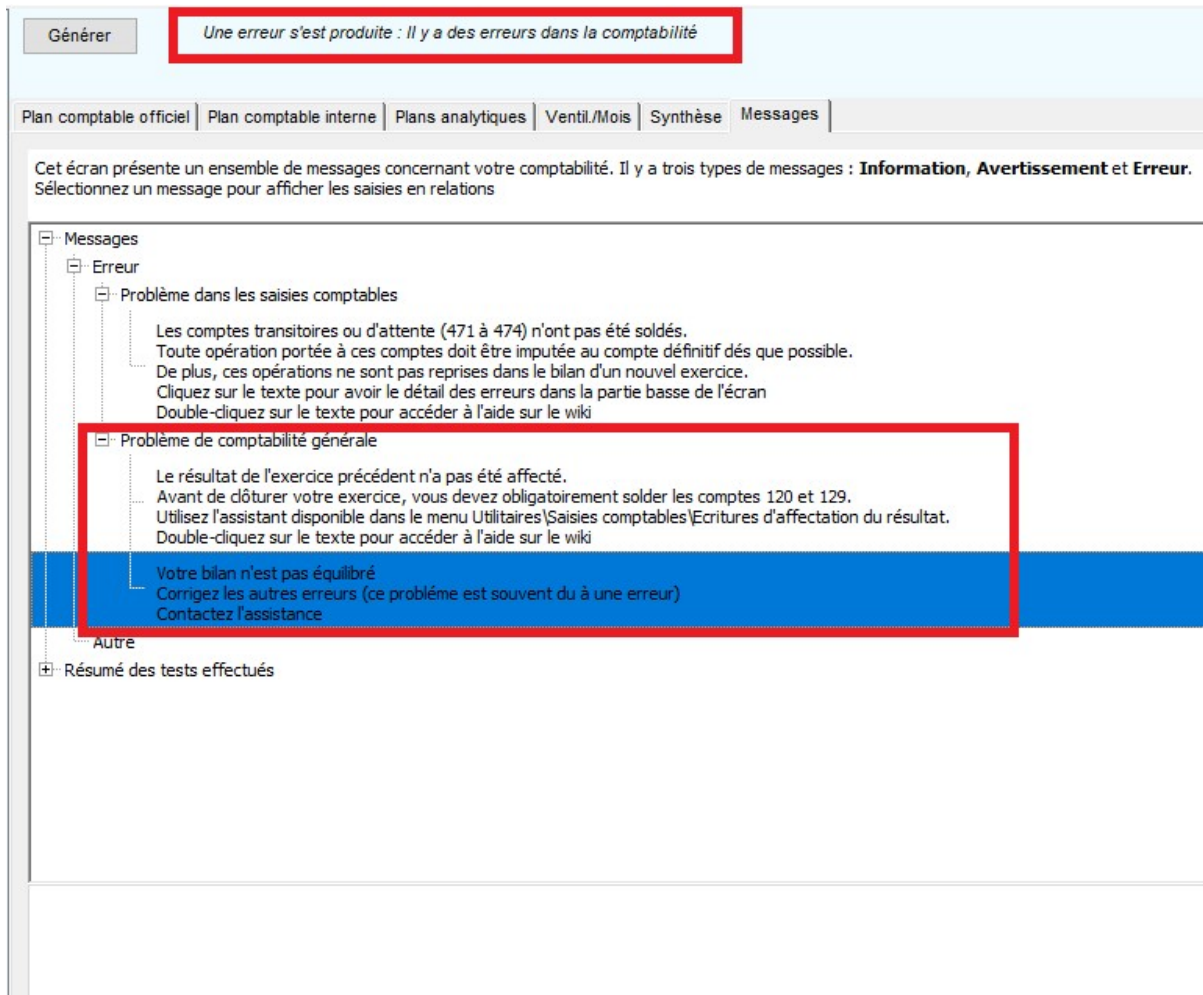 Générer
Une erreur s'est produite : Il y a des erreurs dans la comptabilité
Plan comptable officiel
Plan comptable interne
Plans analytiques
Ventil./Mois
Synthèse
Messages
Cet écran présente un ensemble de messages concernant votre comptabilité. Il y a trois types de messages : Information, Avertissement et Erreur.
Sélectionnez un message pour afficher les saisies en relations
Messages
Erreur
Problème dans les saisies comptables
Les comptes transitoires ou d'attente (471 à 474) n'ont pas été soldés.
Toute opération portée à ces comptes doit être imputée au compte définitif dés que possible.
De plus, ces opérations ne sont pas reprises dans le bilan d'un nouvel exercice.
Cliquez sur le texte pour avoir le détail des erreurs dans la partie basse de l'écran
Double-cliquez sur le texte pour accéder à l'aide sur le wiki
Problème de comptabilité générale
Le résultat de l'exercice précédent n'a pas été affecté.
Avant de clôturer votre exercice, vous devez obligatoirement solder les comptes 120 et 129.
Utilisez l'assistant disponible dans le menu Utilitaires\Saisies comptables\Ecritures d'affectation du résultat.
Double-cliquez sur le texte pour accéder à l'aide sur le wiki
Votre bilan n'est pas équilibré
Corrigez les autres erreurs (ce probléme est souvent du à une erreur)
Contactez l'assistance
Autre
Résumé des tests effectués